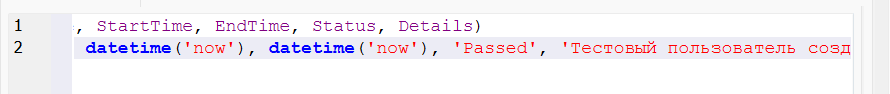 1 , StartTime, EndTime, Status, Details)
2 datetime('now'), datetime('now'), 'Passed', 'Тестовый пользователь созд